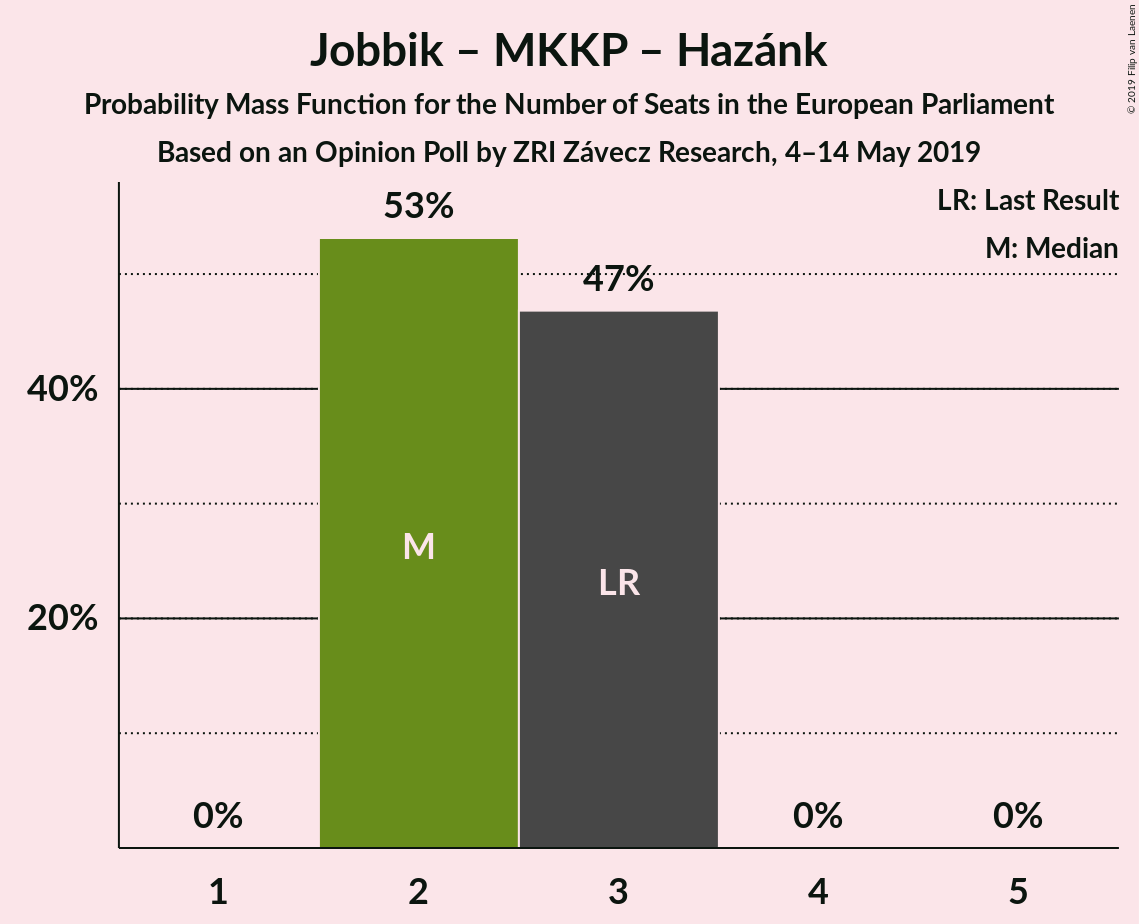 Jobbik – MKKP – Hazánk
Probability Mass Function for the Number of Seats in the European Parliament
Based on an Opinion Poll by ZRI Závecz Research, 4–14 May 2019
© 2019 Filip van Laenen
LR: Last Result
M: Median
53%
47%
40%
20%
M
LR
0%
0%
0%
1
2
3
4
5